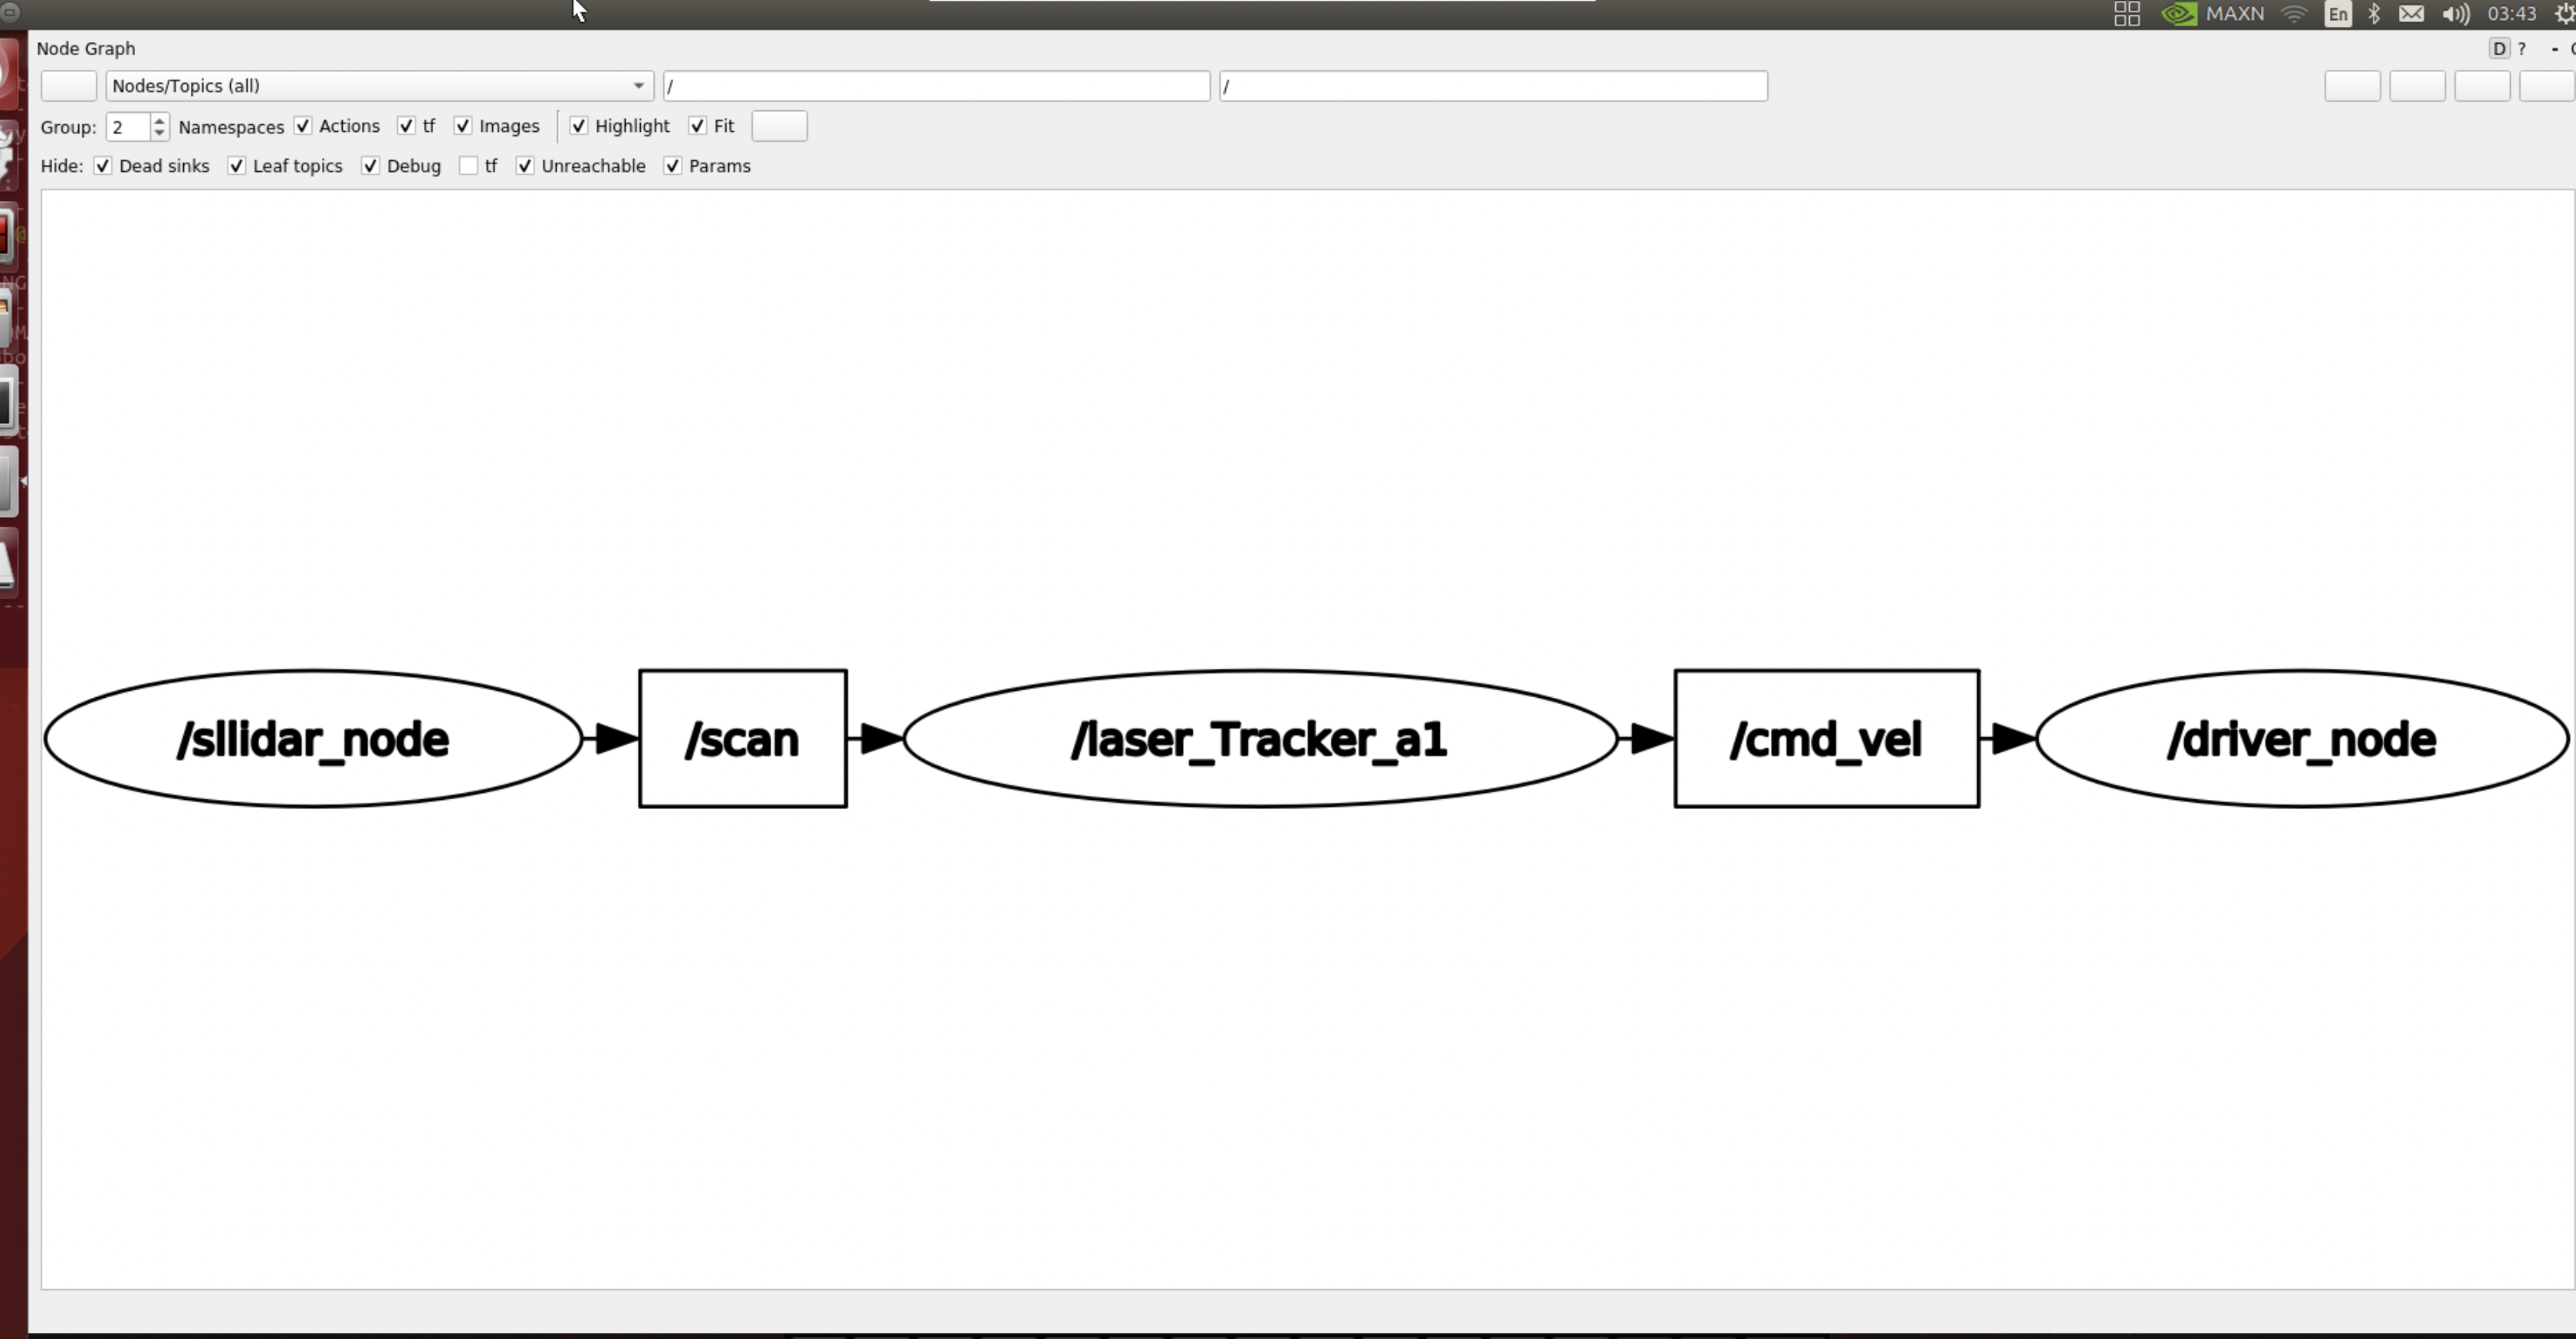 MAXN En 03:43
Node Graph D ? -
Nodes/Topics (all) / /
Group: 2 Namespaces Actions tf Images Highlight Fit
Hide: Dead sinks Leaf topics Debug tf Unreachable Params
/sllidar_node /scan /laser_Tracker_a1 /cmd_vel /driver_node